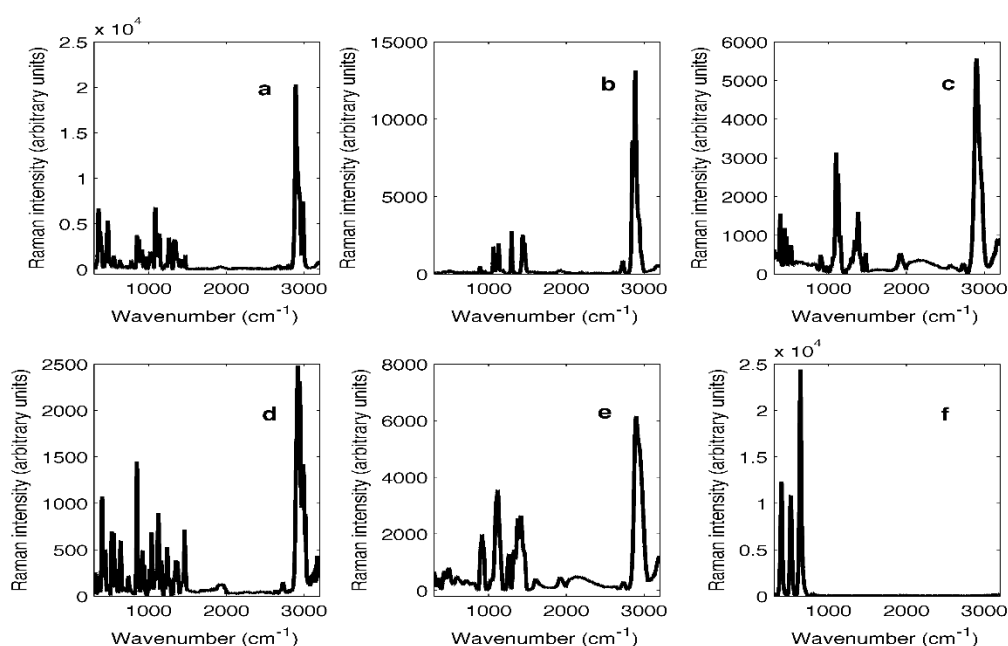 x 10⁴
2.5
2
1.5
1
0.5
0
1000 2000 3000
Raman intensity (arbitrary units)
Wavenumber (cm⁻¹)
a
15000
10000
5000
0
1000 2000 3000
Raman intensity (arbitrary units)
Wavenumber (cm⁻¹)
b
6000
5000
4000
3000
2000
1000
0
1000 2000 3000
Raman intensity (arbitrary units)
Wavenumber (cm⁻¹)
c
2500
2000
1500
1000
500
0
1000 2000 3000
Raman intensity (arbitrary units)
Wavenumber (cm⁻¹)
d
8000
6000
4000
2000
0
1000 2000 3000
Raman intensity (arbitrary units)
Wavenumber (cm⁻¹)
e
x 10⁴
2.5
2
1.5
1
0.5
0
1000 2000 3000
Raman intensity (arbitrary units)
Wavenumber (cm⁻¹)
f